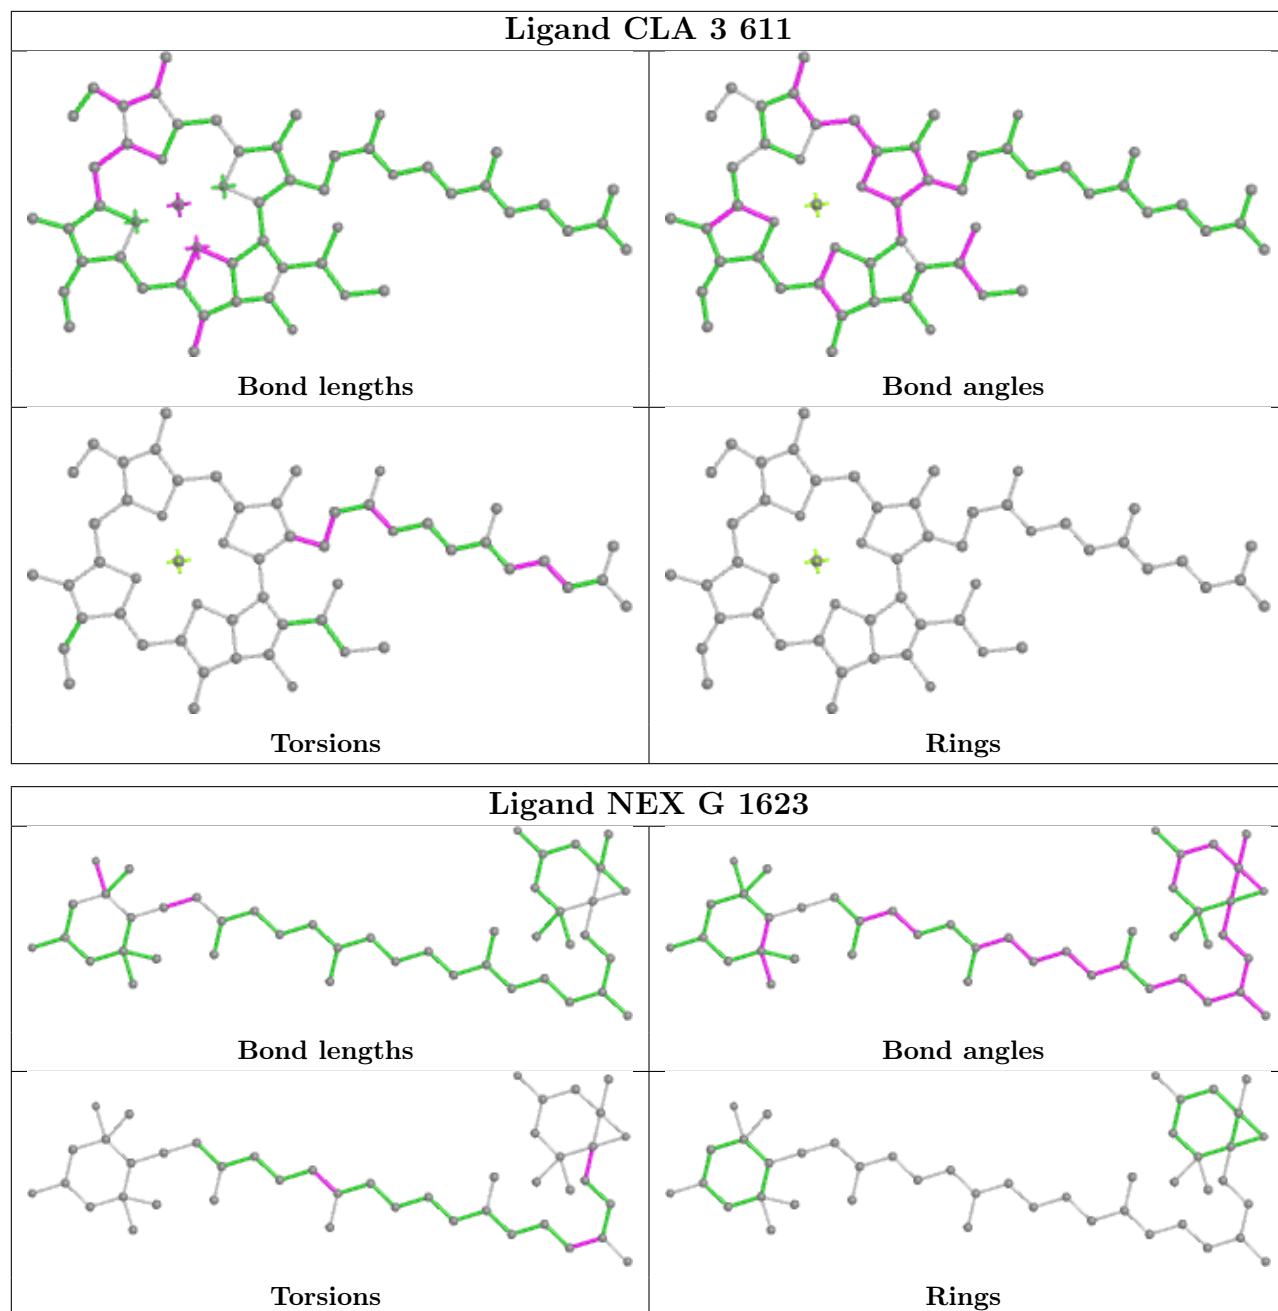 Ligand CLA 3 611
Bond lengths
Bond angles
Torsions
Rings
Ligand NEX G 1623
Bond lengths
Bond angles
Torsions
Rings